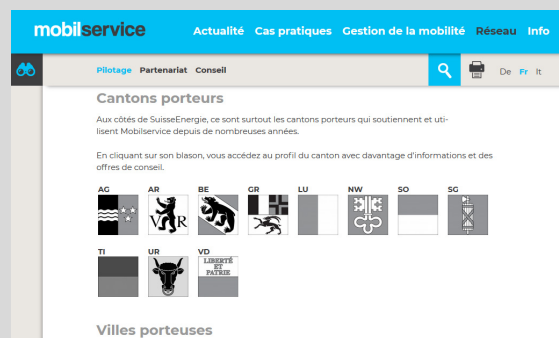 mobilservice
Actualité Cas pratiques Gestion de la mobilité Réseau Info
Pilotage Partenariat Conseil
De Fr It
Cantons porteurs
Aux côtés de SuisseEnergie, ce sont surtout les cantons porteurs qui soutiennent et uti-
lisent Mobilservice depuis de nombreuses années.
En cliquant sur son blason, vous accédez au profil du canton avec davantage d'informations et des
offres de conseil.
AG AR BE GR LU NW SO SG
V R
TI UR VD
LIBERTÉ
ET
PATRIE
Villes porteuses